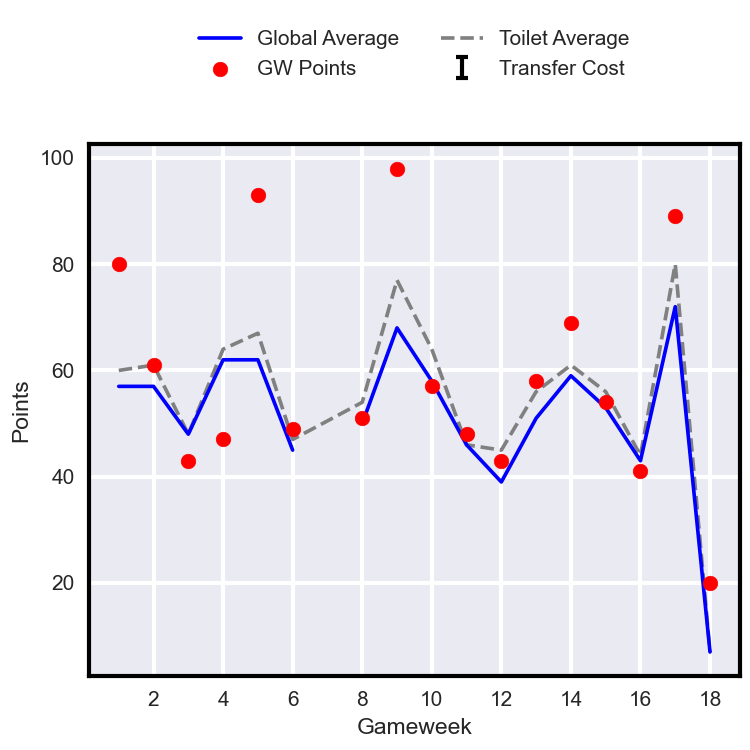 Global Average
Toilet Average
GW Points
Transfer Cost
100
80
60
40
20
Points
2 4 6 8 10 12 14 16 18
Gameweek